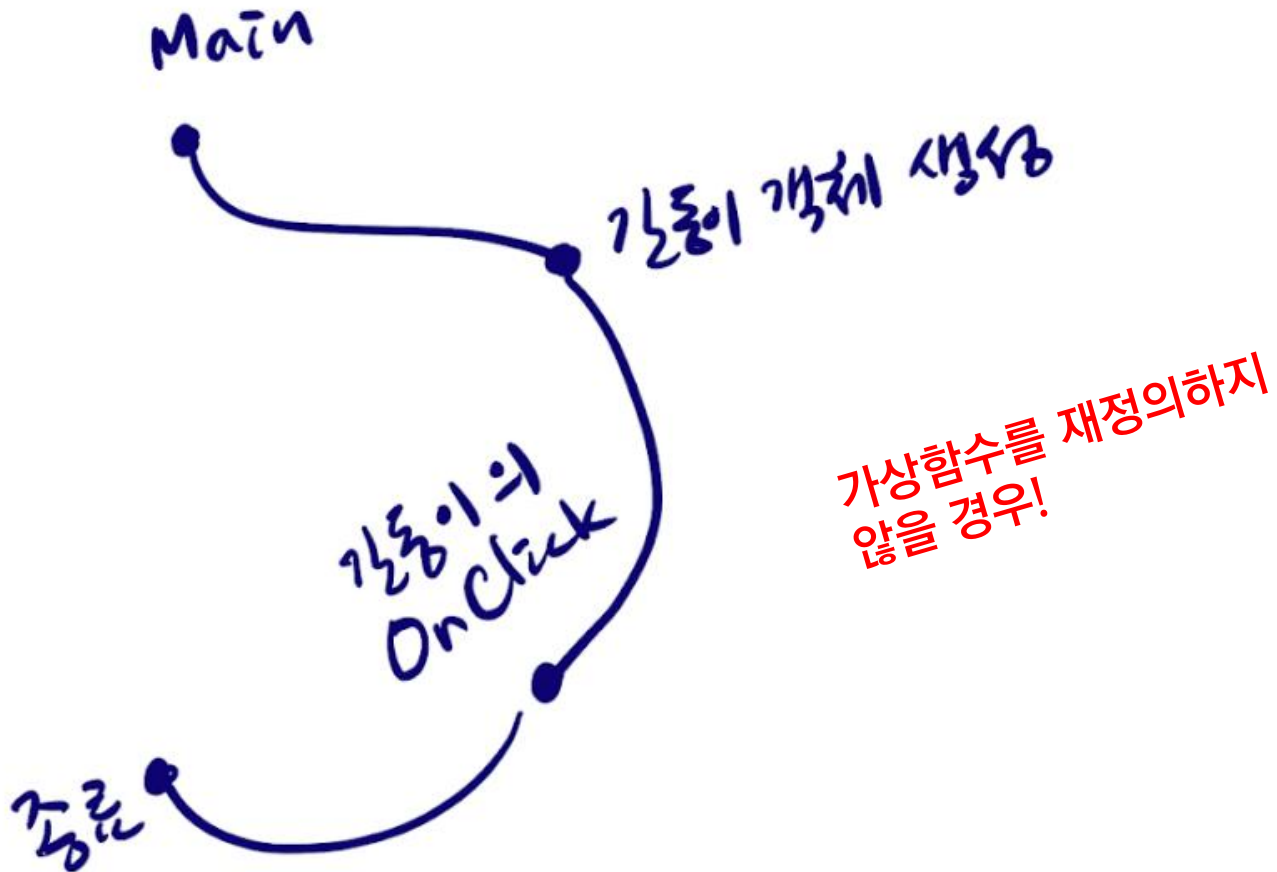 Main
길동이 객체 생성
가상함수를 재정의하지
않을 경우!
길동이의
OnClick
종료